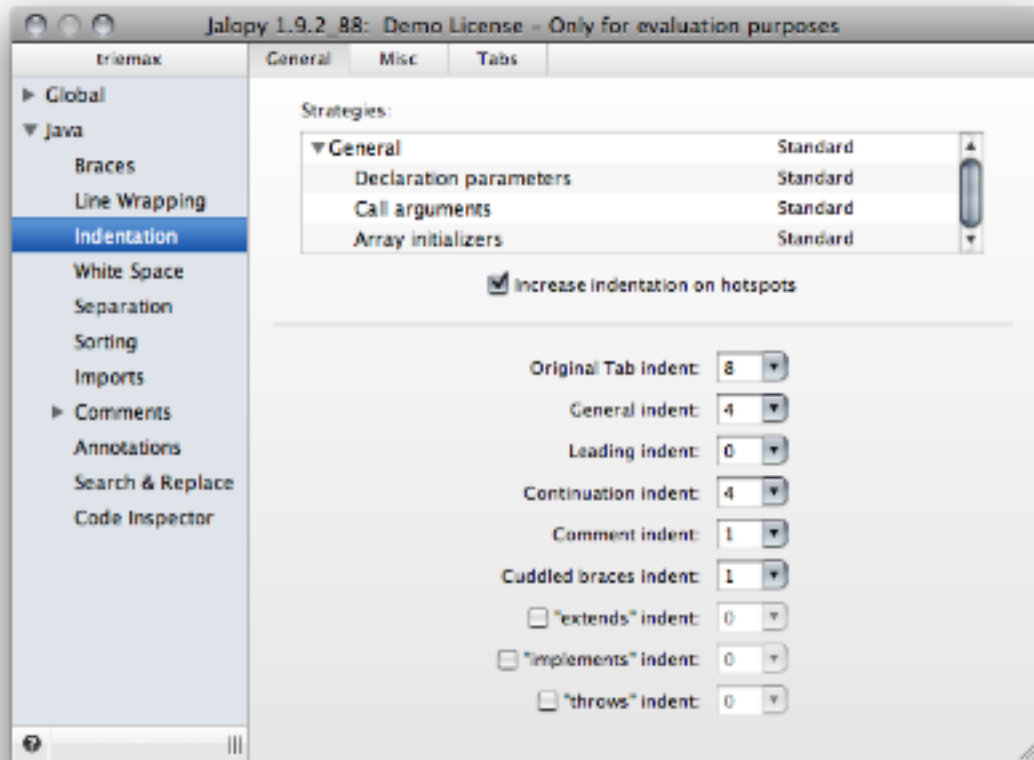 Jalopy 1.9.2_88: Demo License - Only for evaluation purposes
triemax
General Misc Tabs
Global
Java
Braces
Line Wrapping
Indentation
White Space
Separation
Sorting
Imports
Comments
Annotations
Search & Replace
Code Inspector
Strategies:
General Standard
Declaration parameters Standard
Call arguments Standard
Array initializers Standard
Increase indentation on hotspots
Original Tab indent: 8
General indent: 4
Leading indent: 0
Continuation indent: 4
Comment indent: 1
Cuddled braces indent: 1
"extends" indent: 0
"implements" indent: 0
"throws" indent: 0
?